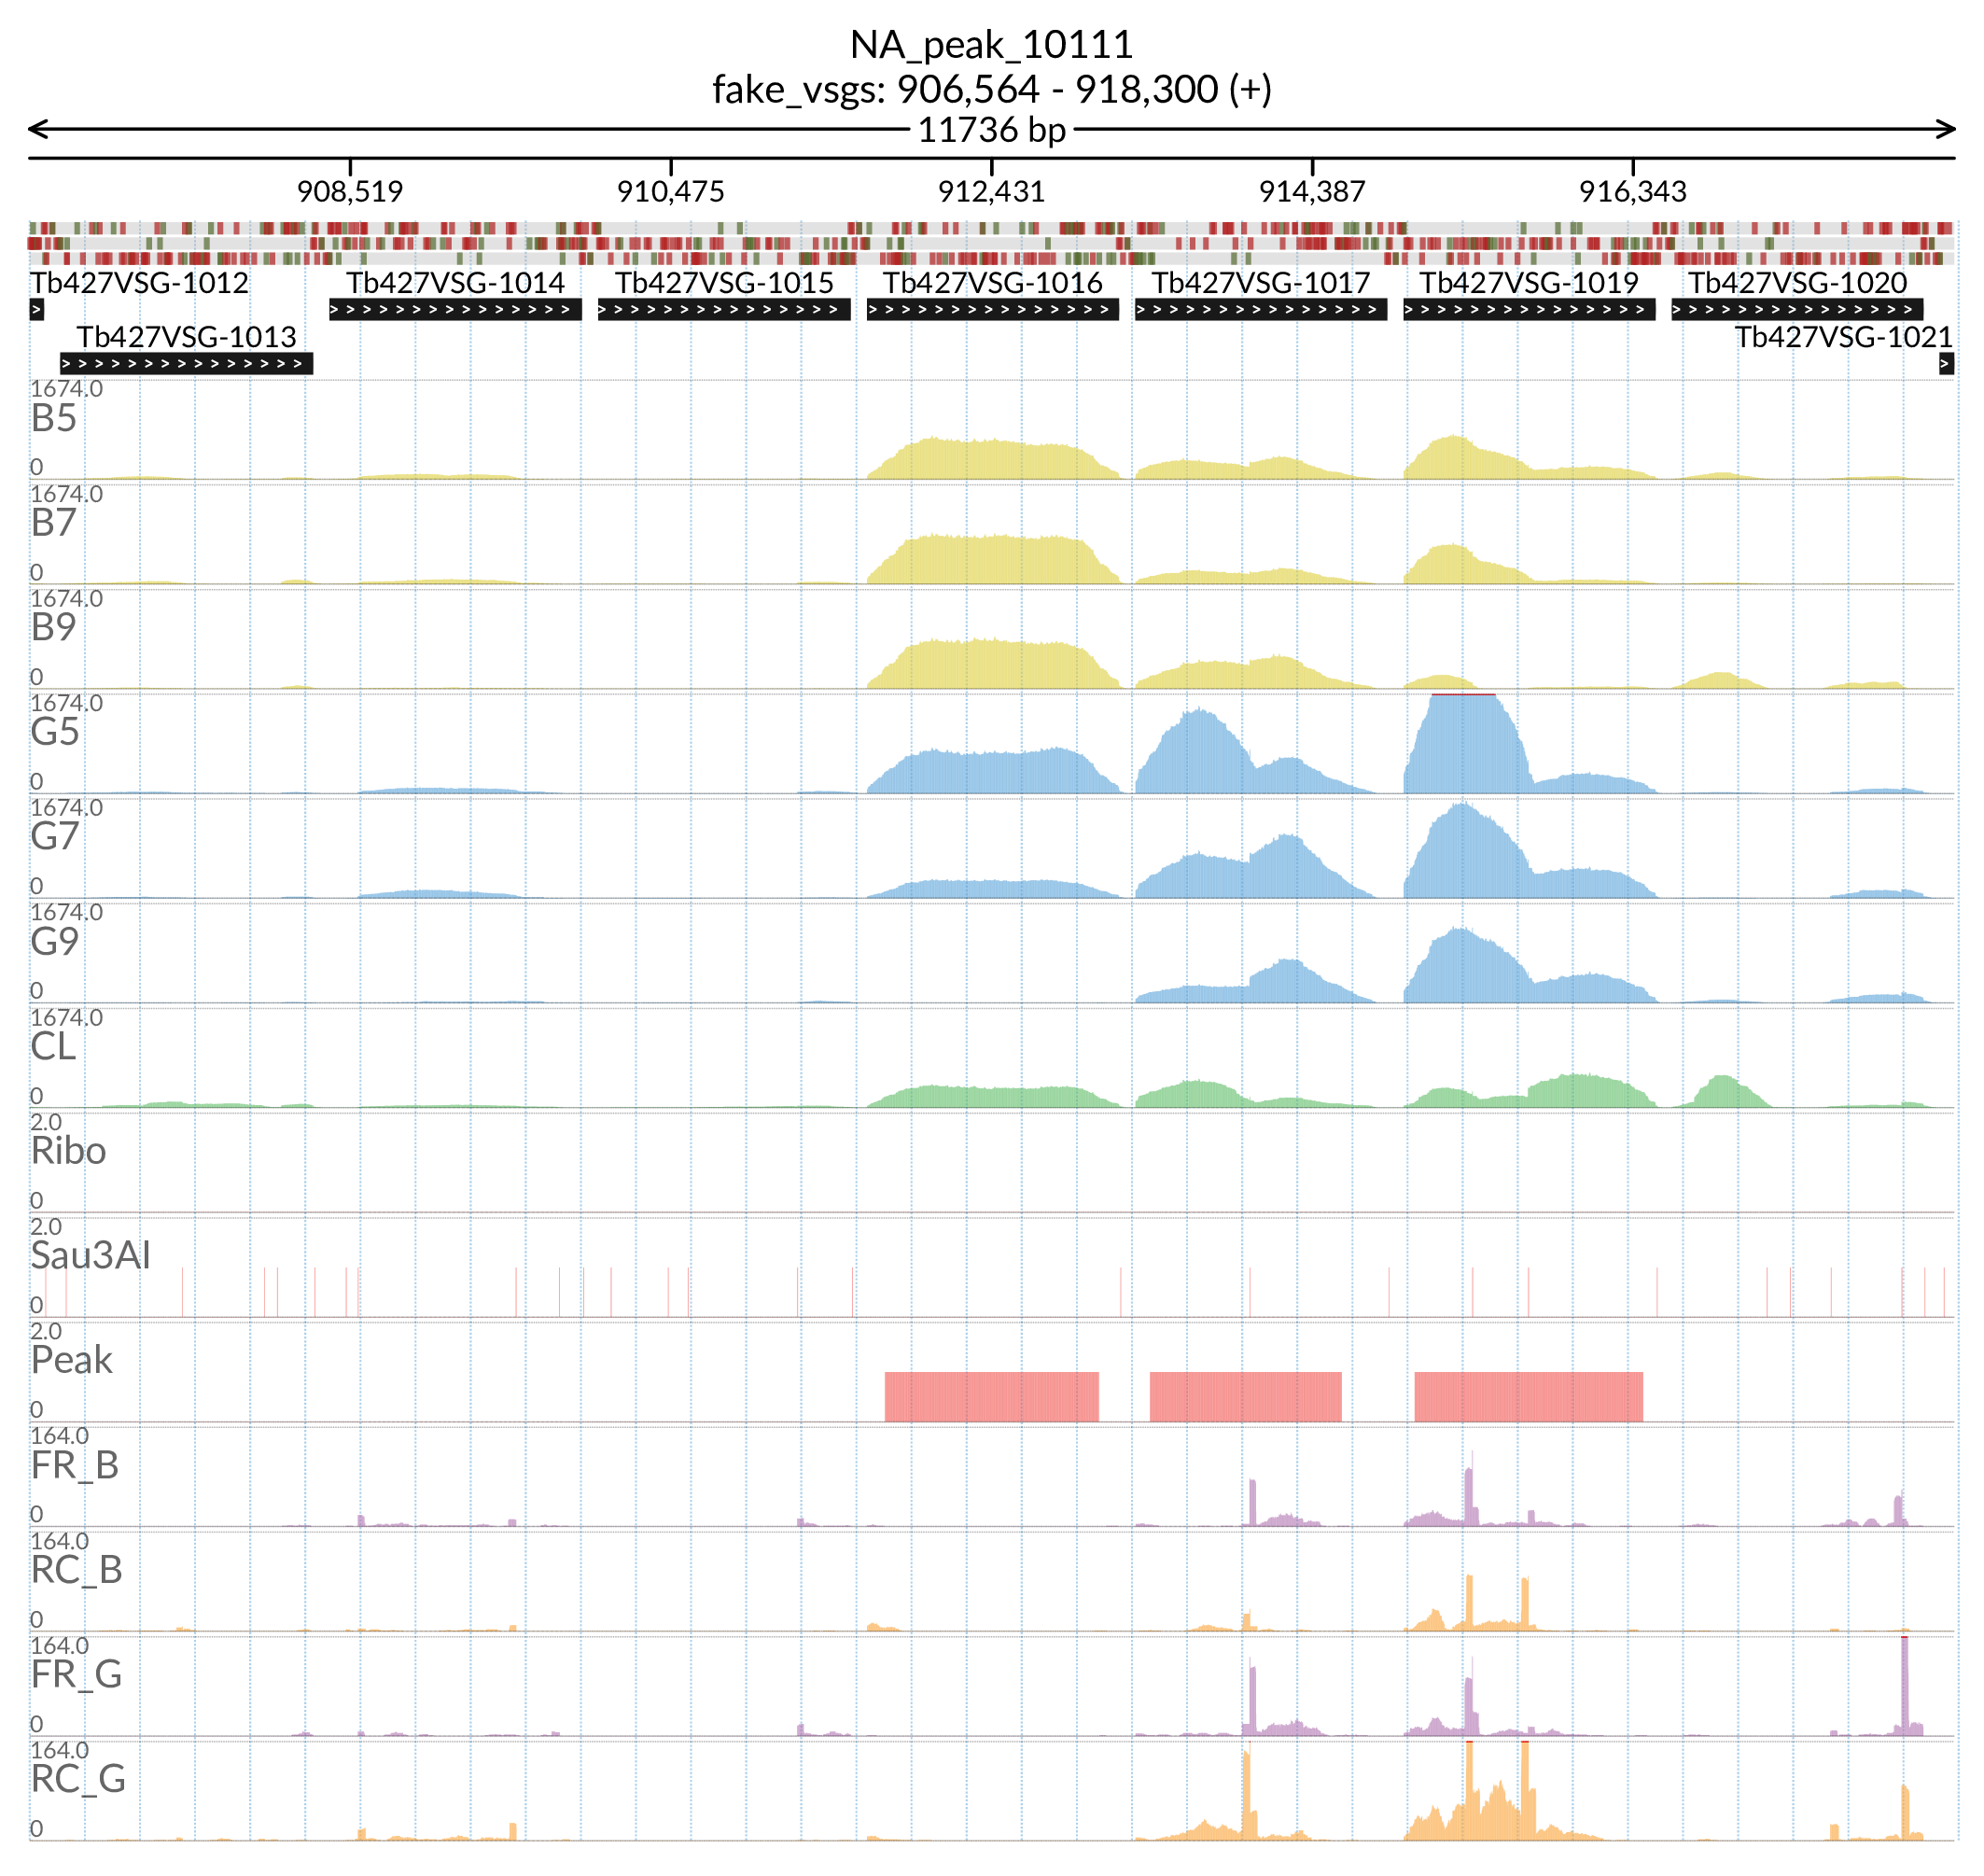 NA_peak_10111
fake_vsgs: 906,564 - 918,300 (+)
11736 bp
908,519 910,475 912,431 914,387 916,343
Tb427VSG-1012 Tb427VSG-1014 Tb427VSG-1015 Tb427VSG-1016 Tb427VSG-1017 Tb427VSG-1019 Tb427VSG-1020
Tb427VSG-1013 Tb427VSG-1021
1674.0
B5
0
1674.0
B7
0
1674.0
B9
0
1674.0
G5
0
1674.0
G7
0
1674.0
G9
0
1674.0
CL
0
2.0
Ribo
0
2.0
Sau3AI
0
2.0
Peak
0
164.0
FR_B
0
164.0
RC_B
0
164.0
FR_G
0
164.0
RC_G
0